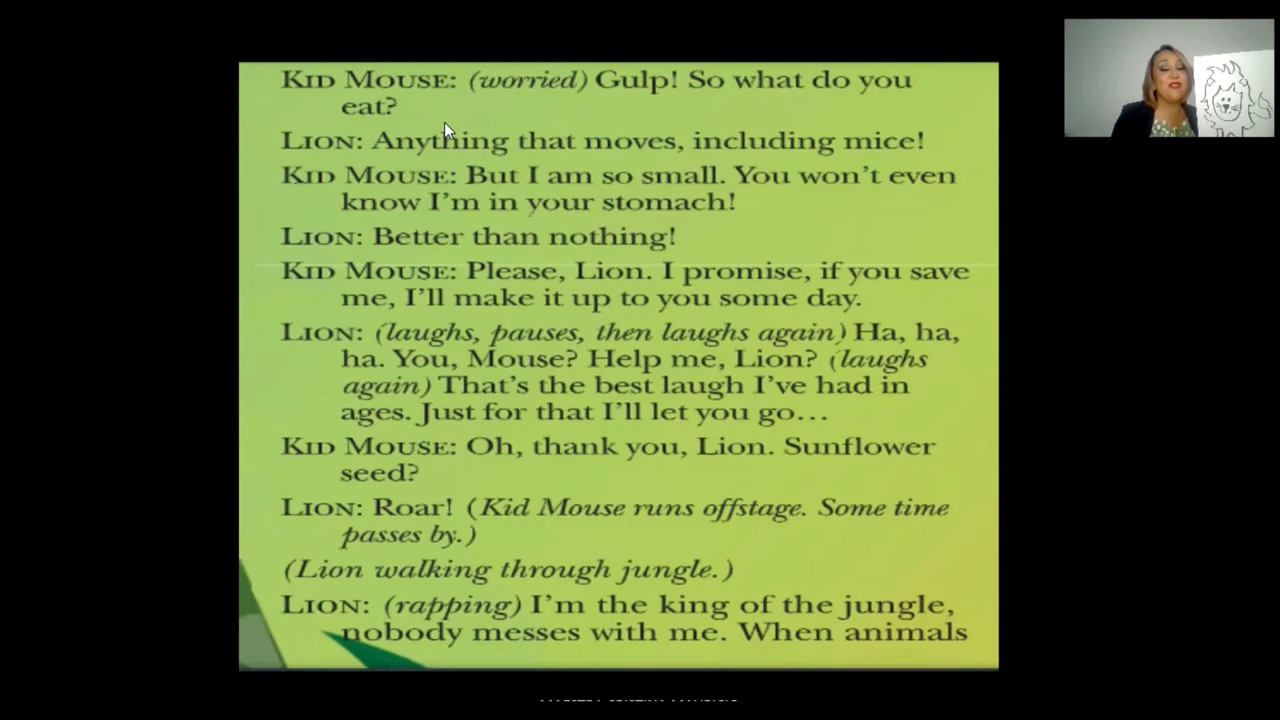 KID MOUSE: (worried) Gulp! So what do you
eat?
LION: Anything that moves, including mice!
KID MOUSE: But I am so small. You won't even
know I'm in your stomach!
LION: Better than nothing!
KID MOUSE: Please, Lion. I promise, if you save
me, I'll make it up to you some day.
LION: (laughs, pauses, then laughs again) Ha, ha,
ha. You, Mouse? Help me, Lion? (laughs
again) That's the best laugh I've had in
ages. Just for that I'll let you go…
KID MOUSE: Oh, thank you, Lion. Sunflower
seed?
LION: Roar! (Kid Mouse runs offstage. Some time
passes by.)
(Lion walking through jungle.)
LION: (rapping) I'm the king of the jungle,
nobody messes with me. When animals